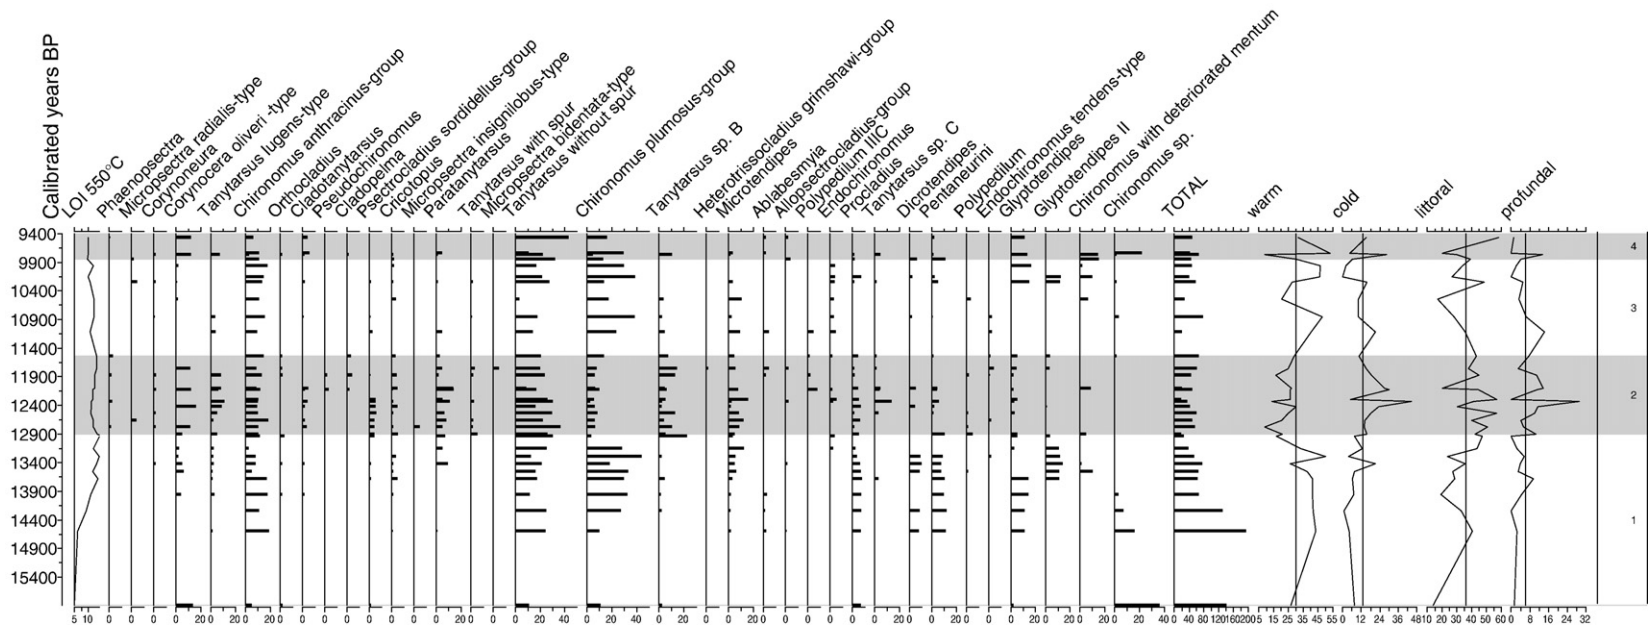 Calibrated years BP
LOI 550°C
Phaenopsectra
Micropsectra radialis-type
Corynoneura
Corynocera oliveri -type
Tanytarsus lugens-type
Chironomus anthracinus-group
Orthocladius
Cladotanytarsus
Pseudochironomus
Cladopelma
Psectrocladius sordidellus-group
Cricotopus
Micropsectra insignilobus-type
Paratanytarsus
Tanytarsus with spur
Micropsectra bidentata-type
Tanytarsus without spur
Chironomus plumosus-group
Tanytarsus sp. B
Heterotrissocladius grimshawi-group
Microtendipes
Ablabesmyia
Allopsectrocladius-group
Polypedilum IIIC
Endochironomus
Procladius
Tanytarsus sp. C
Dicrotendipes
Pentaneurini
Polypedilum
Endochironomus tendens-type
Glyptotendipes
Glyptotendipes II
Chironomus with deteriorated mentum
Chironomus sp.
TOTAL
warm
cold
littoral
profundal
9400
9900
10400
10900
11400
11900
12400
12900
13400
13900
14400
14900
15400
4
3
2
1